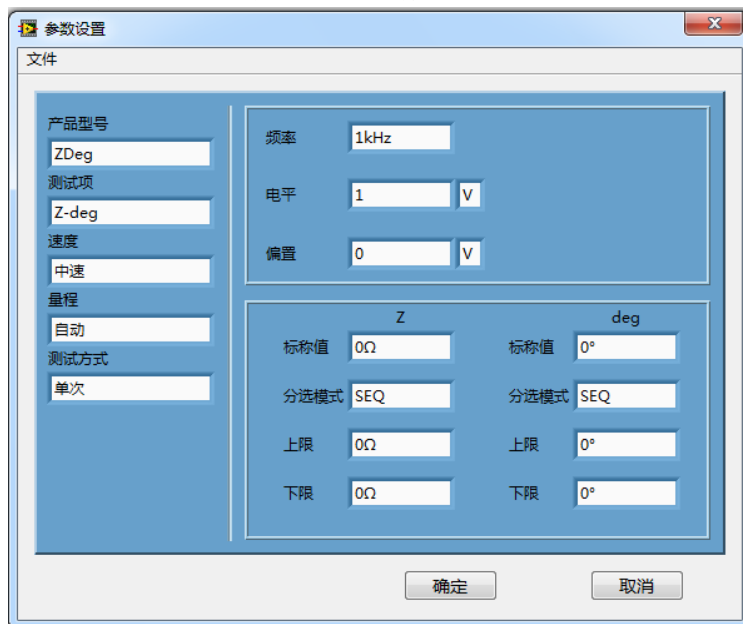 参数设置
文件
产品型号
ZDeg
测试项
Z-deg
速度
中速
量程
自动
测试方式
单次
频率 1kHz
电平 1 V
偏置 0 V
Z deg
标称值 0Ω 标称值 0°
分选模式 SEQ 分选模式 SEQ
上限 0Ω 上限 0°
下限 0Ω 下限 0°
确定 取消